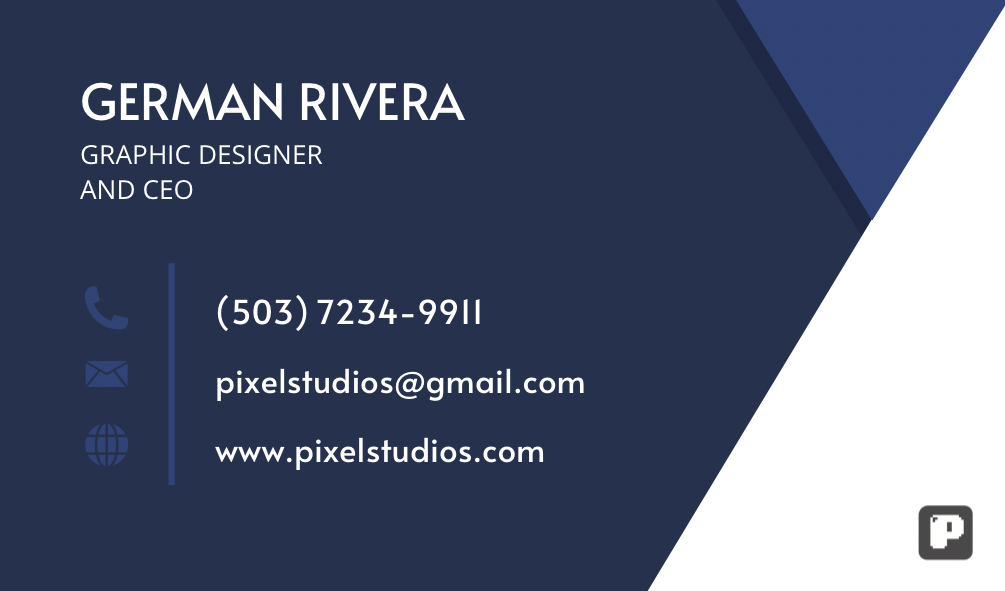 GERMAN RIVERA
GRAPHIC DESIGNER
AND CEO
(503) 7234-9911
pixelstudios@gmail.com
www.pixelstudios.com
P